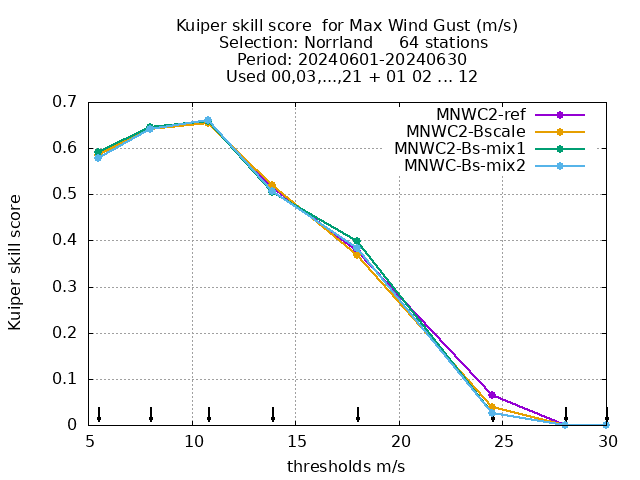 Kuiper skill score  for Max Wind Gust (m/s)
Selection: Norrland     64 stations
Period: 20240601-20240630
Used 00,03,...,21 + 01 02 ... 12
MNWC2-ref
MNWC2-Bscale
MNWC2-Bs-mix1
MNWC-Bs-mix2
Kuiper skill score
0.7
0.6
0.5
0.4
0.3
0.2
0.1
0
5 10 15 20 25 30
thresholds m/s